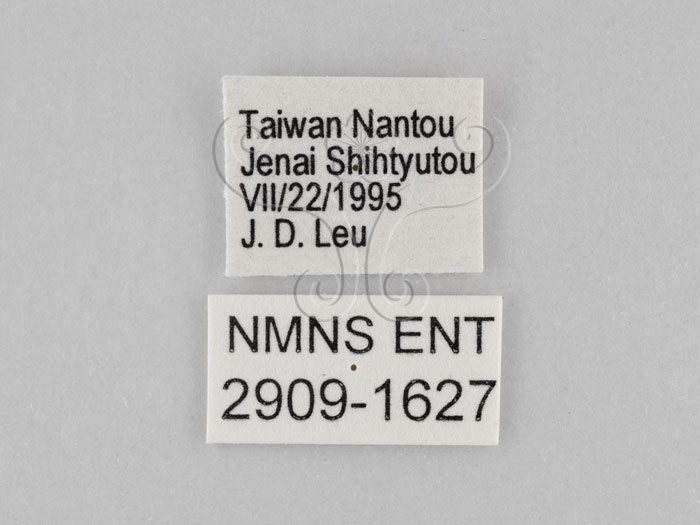 Taiwan Nantou
Jenai Shihtyutou
VII/22/1995
J. D. Leu
NMNS ENT
2909-1627